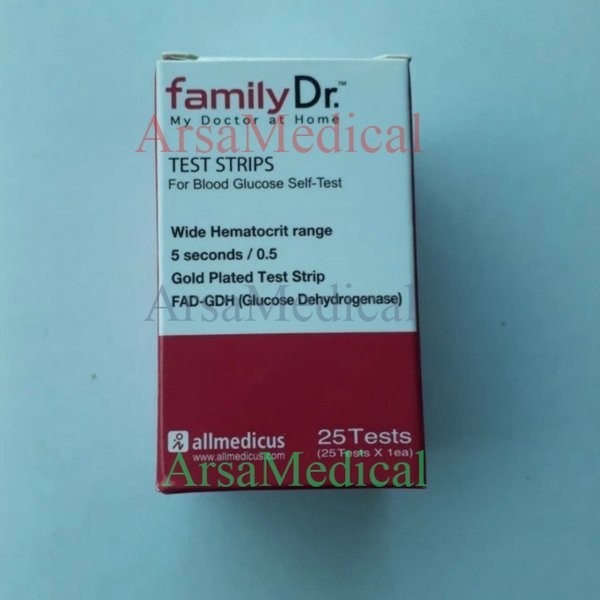 familyDr.™
My Doctor at Home
ArsaMedical
TEST STRIPS
For Blood Glucose Self-Test
Wide Hematocrit range
5 seconds / 0.5
Gold Plated Test Strip
FAD-GDH (Glucose Dehydrogenase)
ArsaMedical
allmedicus
www.allmedicus.com
25 Tests
(25Tests X 1ea)
ArsaMedical